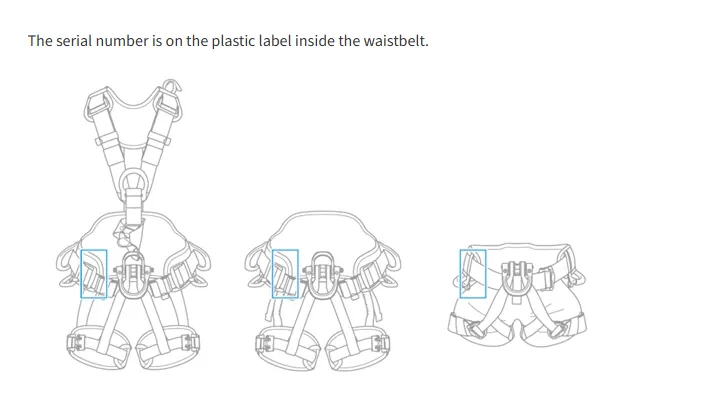 The serial number is on the plastic label inside the waistbelt.